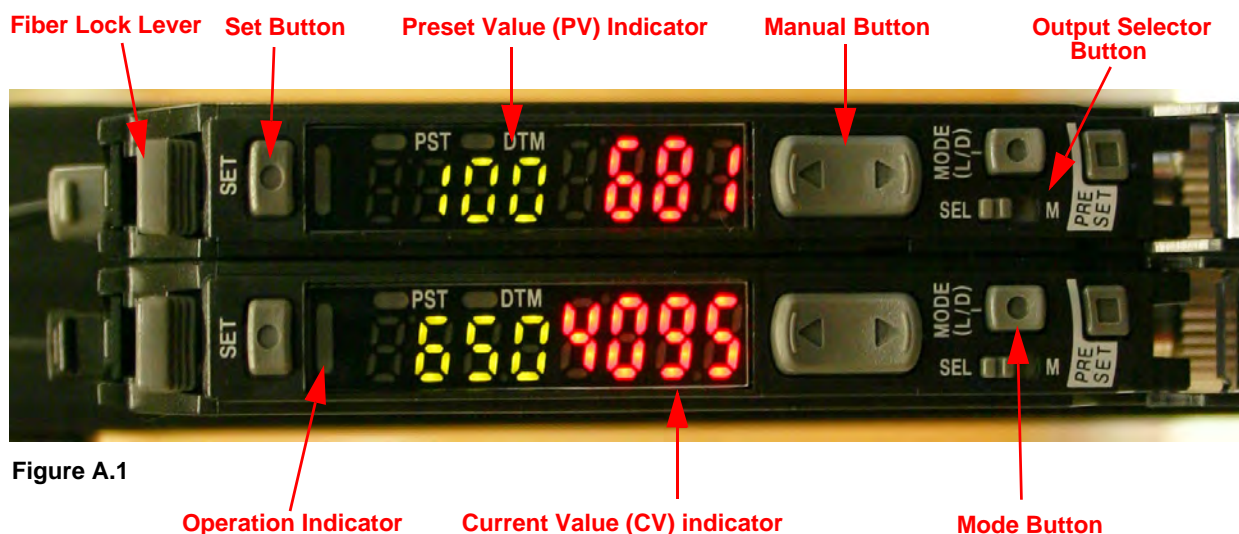 Fiber Lock Lever
Set Button
Preset Value (PV) Indicator
Manual Button
Output Selector
Button
SET
PST
DTM
100
681
MODE
(L/D)
SEL
M
PRE
SET
SET
PST
DTM
650
4095
MODE
(L/D)
SEL
M
PRE
SET
Figure A.1
Operation Indicator
Current Value (CV) indicator
Mode Button